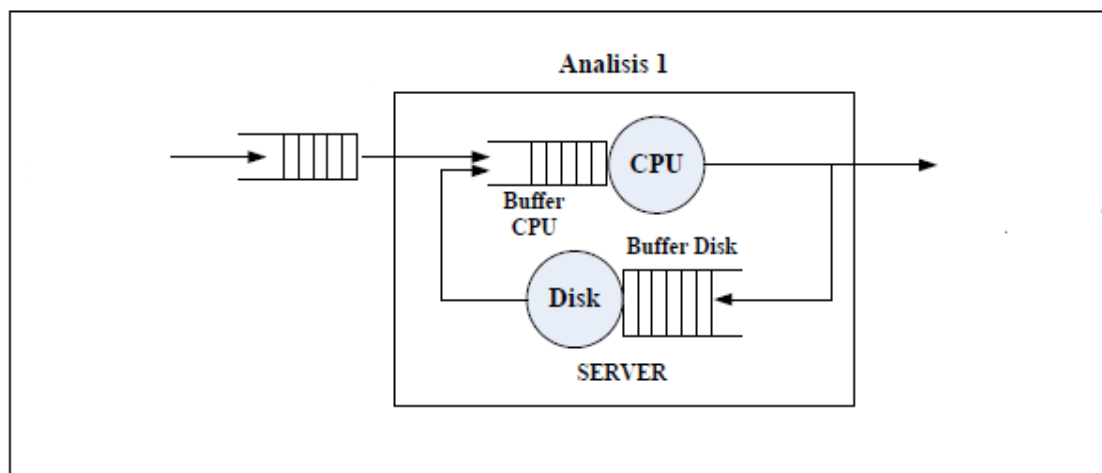 Analisis 1
CPU
Buffer
CPU
Buffer Disk
Disk
SERVER